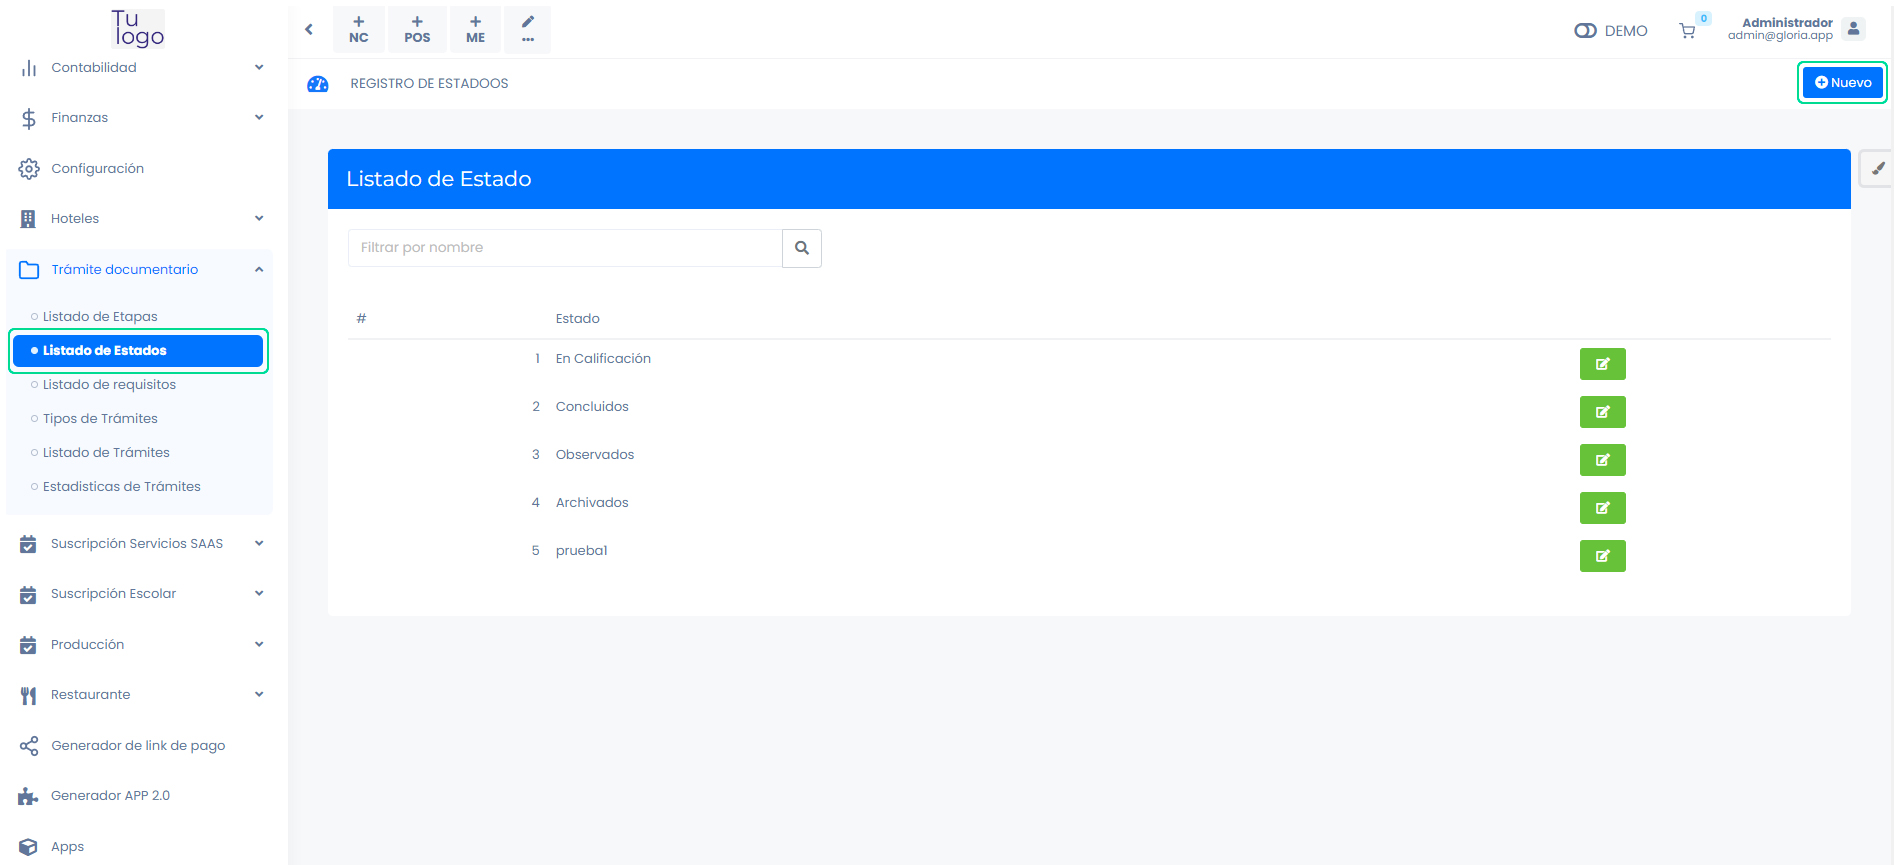 Tu
logo
Contabilidad
Finanzas
Configuración
Hoteles
Trámite documentario
Listado de Etapas
Listado de Estados
Listado de requisitos
Tipos de Trámites
Listado de Trámites
Estadisticas de Trámites
Suscripción Servicios SAAS
Suscripción Escolar
Producción
Restaurante
Generador de link de pago
Generador APP 2.0
Apps
NC
POS
ME
...
DEMO
0
Administrador
admin@gloria.app
REGISTRO DE ESTADOOS
Nuevo
Listado de Estado
Filtrar por nombre
# Estado
1 En Calificación
2 Concluidos
3 Observados
4 Archivados
5 prueba1